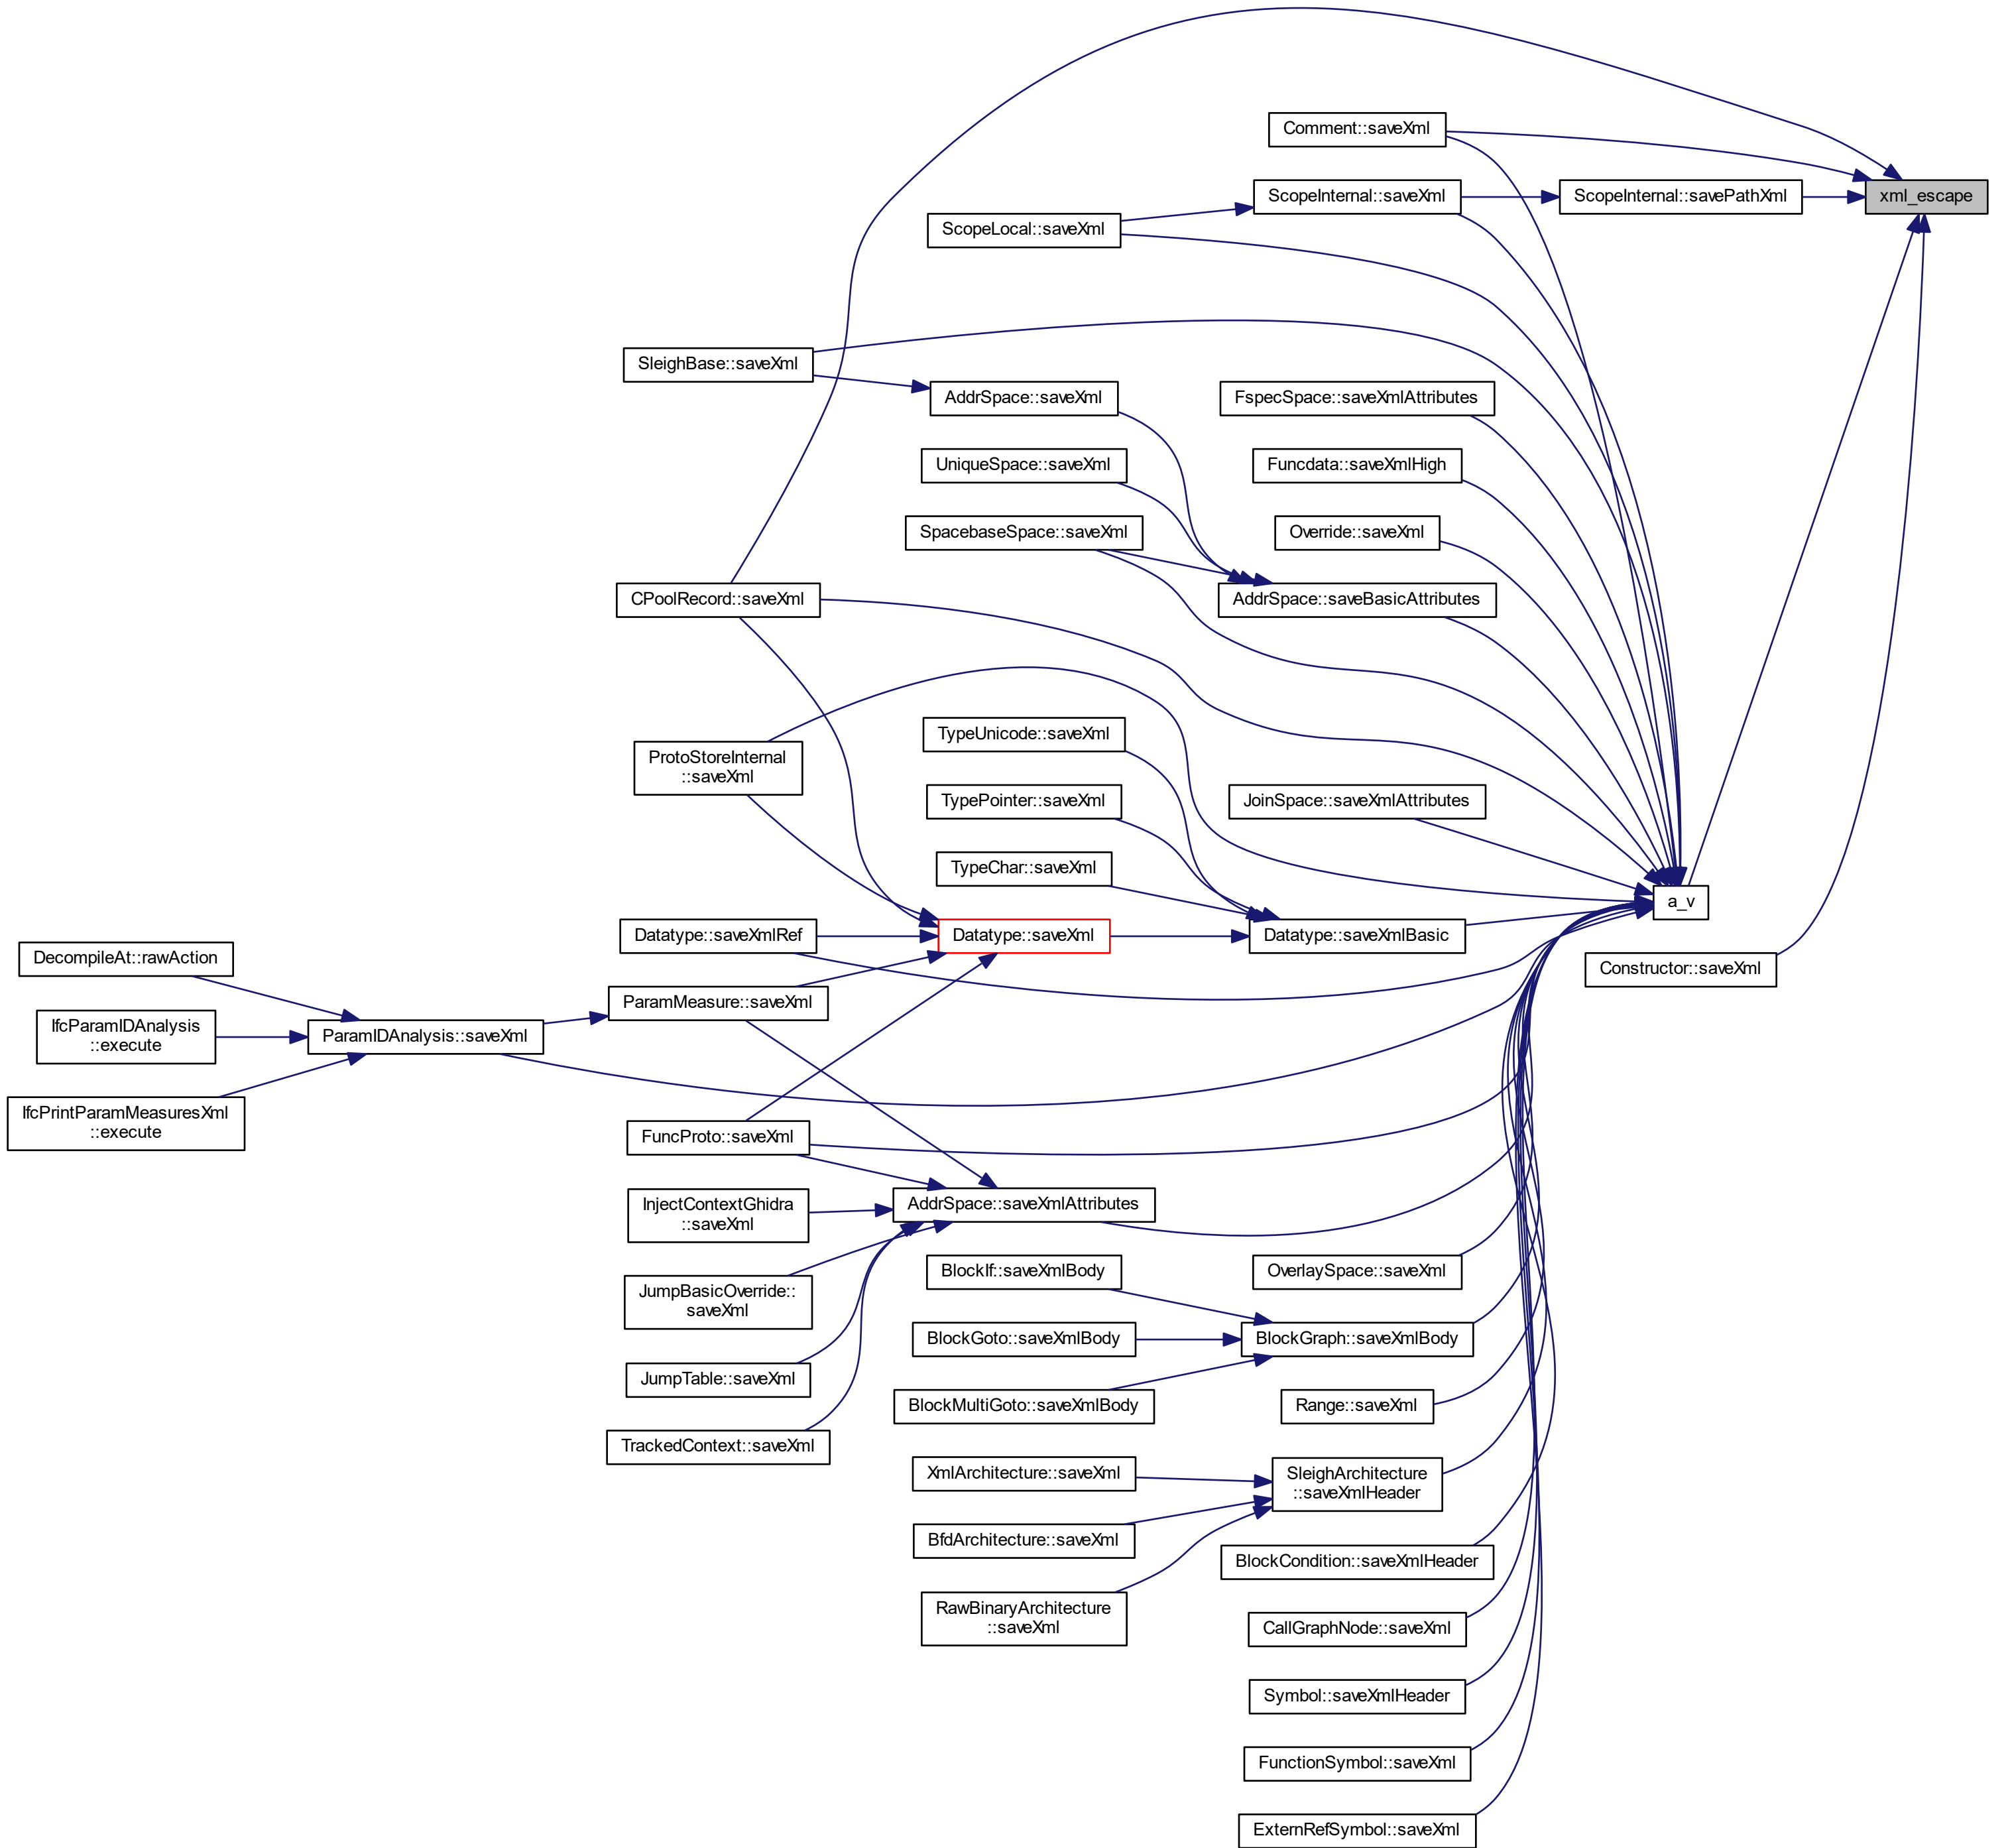 Comment::saveXml
xml_escape
ScopeInternal::saveXml
ScopeInternal::savePathXml
ScopeLocal::saveXml
SleighBase::saveXml
AddrSpace::saveXml
FspecSpace::saveXmlAttributes
UniqueSpace::saveXml
Funcdata::saveXmlHigh
SpacebaseSpace::saveXml
Override::saveXml
CPoolRecord::saveXml
AddrSpace::saveBasicAttributes
TypeUnicode::saveXml
ProtoStoreInternal
::saveXml
TypePointer::saveXml
JoinSpace::saveXmlAttributes
TypeChar::saveXml
a_v
Datatype::saveXmlRef
Datatype::saveXml
Datatype::saveXmlBasic
DecompileAt::rawAction
Constructor::saveXml
ParamMeasure::saveXml
IfcParamIDAnalysis
::execute
ParamIDAnalysis::saveXml
IfcPrintParamMeasuresXml
::execute
FuncProto::saveXml
InjectContextGhidra
::saveXml
AddrSpace::saveXmlAttributes
BlockIf::saveXmlBody
OverlaySpace::saveXml
JumpBasicOverride::
saveXml
BlockGoto::saveXmlBody
BlockGraph::saveXmlBody
JumpTable::saveXml
BlockMultiGoto::saveXmlBody
Range::saveXml
TrackedContext::saveXml
XmlArchitecture::saveXml
SleighArchitecture
::saveXmlHeader
BfdArchitecture::saveXml
BlockCondition::saveXmlHeader
RawBinaryArchitecture
::saveXml
CallGraphNode::saveXml
Symbol::saveXmlHeader
FunctionSymbol::saveXml
ExternRefSymbol::saveXml